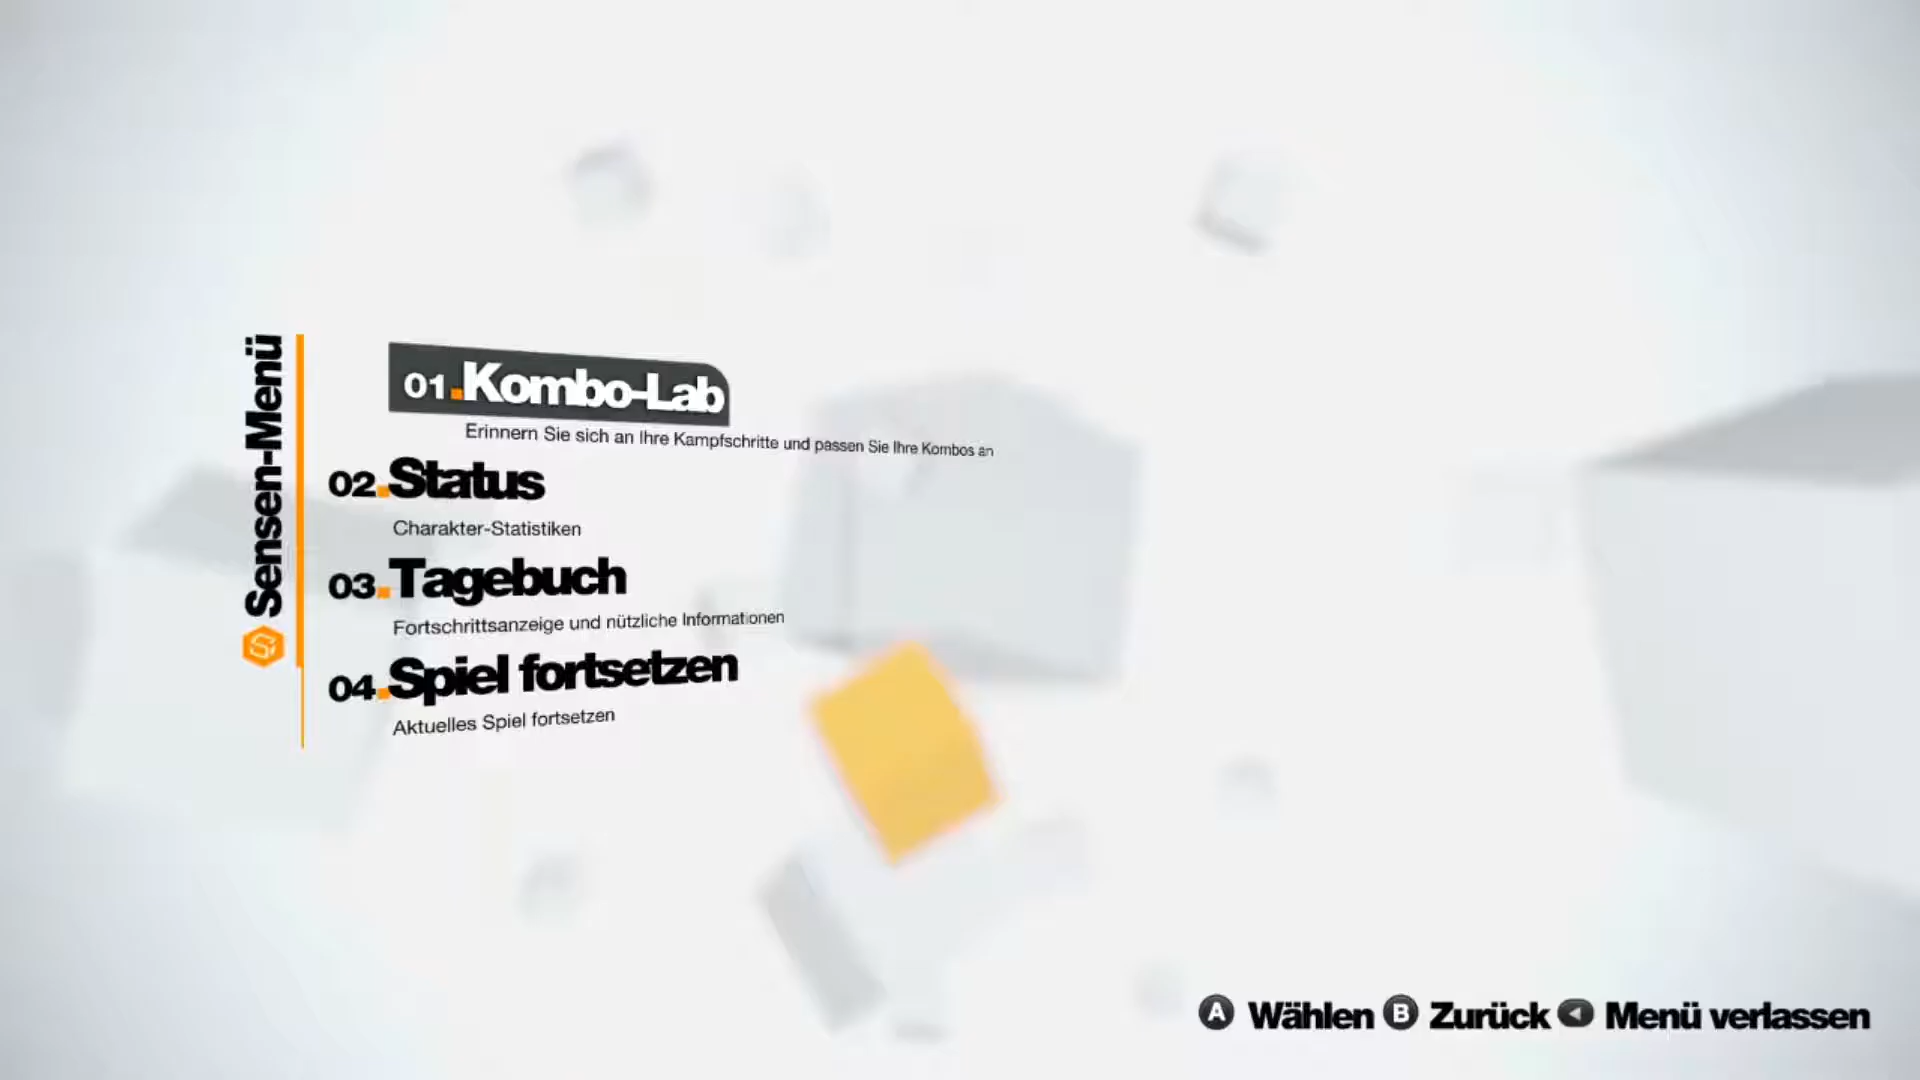 Sensen-Menü
01.Kombo-Lab
Erinnern Sie sich an Ihre Kampfschritte und passen Sie Ihre Kombos an
02.Status
Charakter-Statistiken
03.Tagebuch
Fortschrittsanzeige und nützliche Informationen
04.Spiel fortsetzen
Aktuelles Spiel fortsetzen
A Wählen B Zurück Menü verlassen